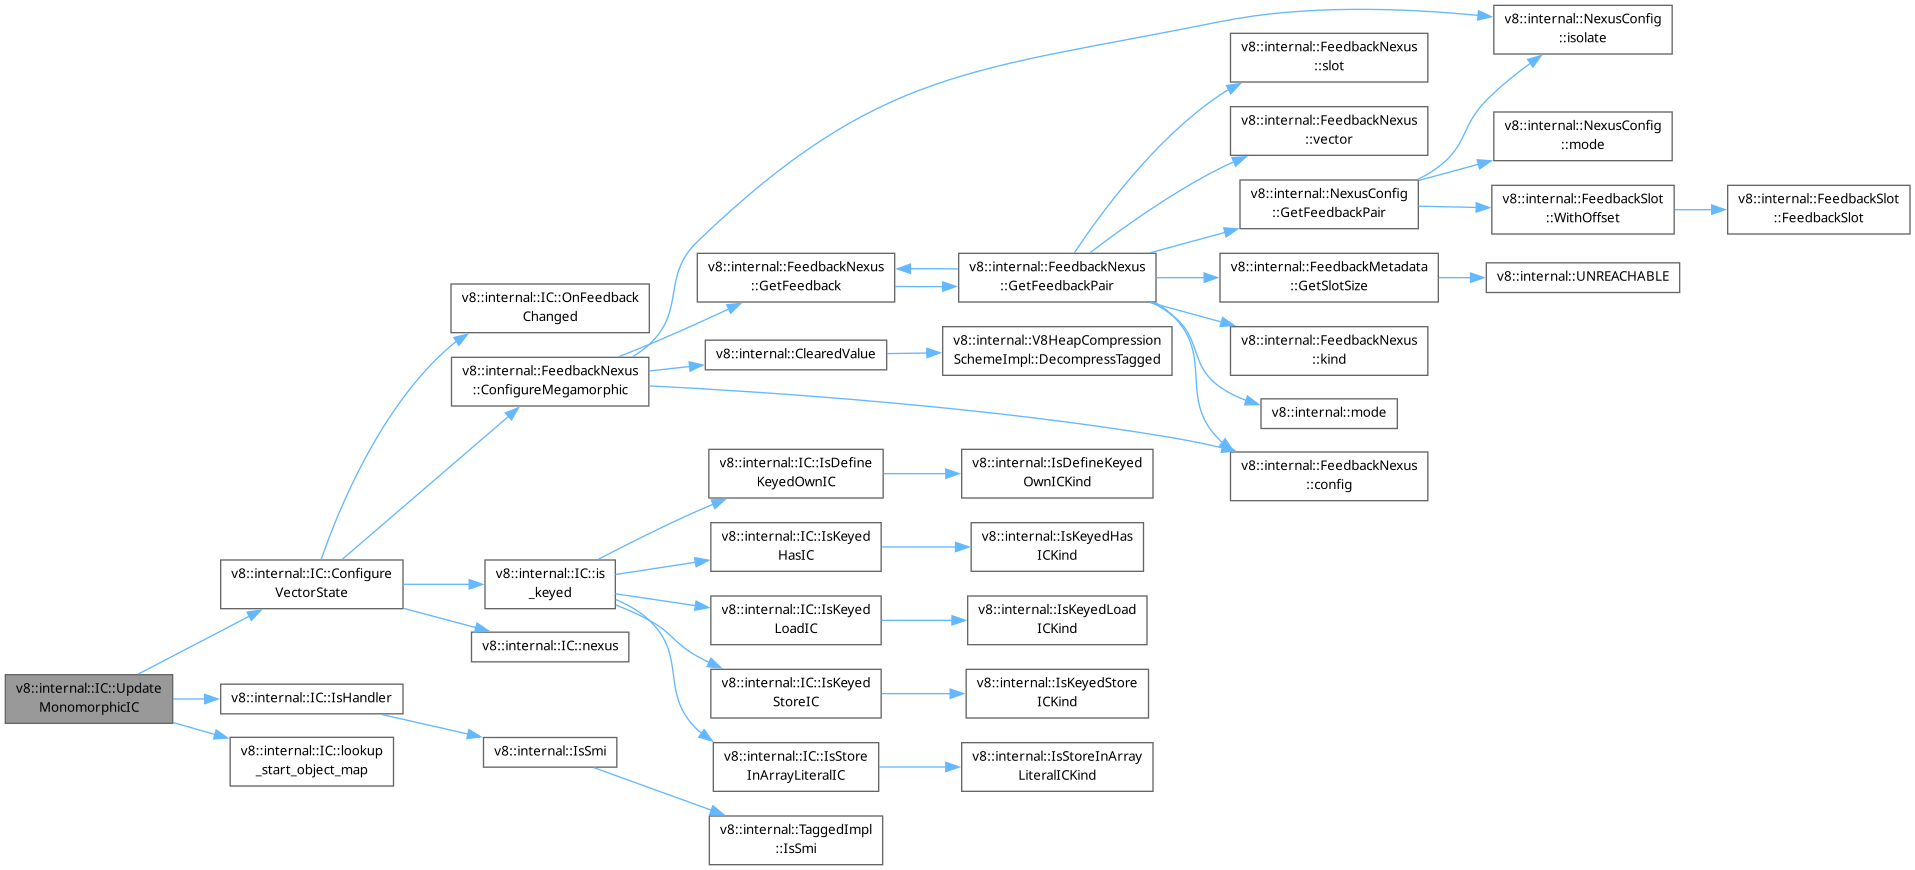 v8::internal::IC::Update
MonomorphicIC
v8::internal::IC::Configure
VectorState
v8::internal::IC::IsHandler
v8::internal::IC::lookup
_start_object_map
v8::internal::IC::OnFeedback
Changed
v8::internal::FeedbackNexus
::ConfigureMegamorphic
v8::internal::IC::is
_keyed
v8::internal::IC::nexus
v8::internal::IsSmi
v8::internal::FeedbackNexus
::GetFeedback
v8::internal::ClearedValue
v8::internal::IC::IsDefine
KeyedOwnIC
v8::internal::IC::IsKeyed
HasIC
v8::internal::IC::IsKeyed
LoadIC
v8::internal::IC::IsKeyed
StoreIC
v8::internal::IC::IsStore
InArrayLiteralIC
v8::internal::TaggedImpl
::IsSmi
v8::internal::FeedbackNexus
::GetFeedbackPair
v8::internal::V8HeapCompression
SchemeImpl::DecompressTagged
v8::internal::IsDefineKeyed
OwnICKind
v8::internal::IsKeyedHas
ICKind
v8::internal::IsKeyedLoad
ICKind
v8::internal::IsKeyedStore
ICKind
v8::internal::IsStoreInArray
LiteralICKind
v8::internal::FeedbackNexus
::slot
v8::internal::FeedbackNexus
::vector
v8::internal::NexusConfig
::GetFeedbackPair
v8::internal::FeedbackMetadata
::GetSlotSize
v8::internal::FeedbackNexus
::kind
v8::internal::mode
v8::internal::FeedbackNexus
::config
v8::internal::NexusConfig
::isolate
v8::internal::NexusConfig
::mode
v8::internal::FeedbackSlot
::WithOffset
v8::internal::UNREACHABLE
v8::internal::FeedbackSlot
::FeedbackSlot